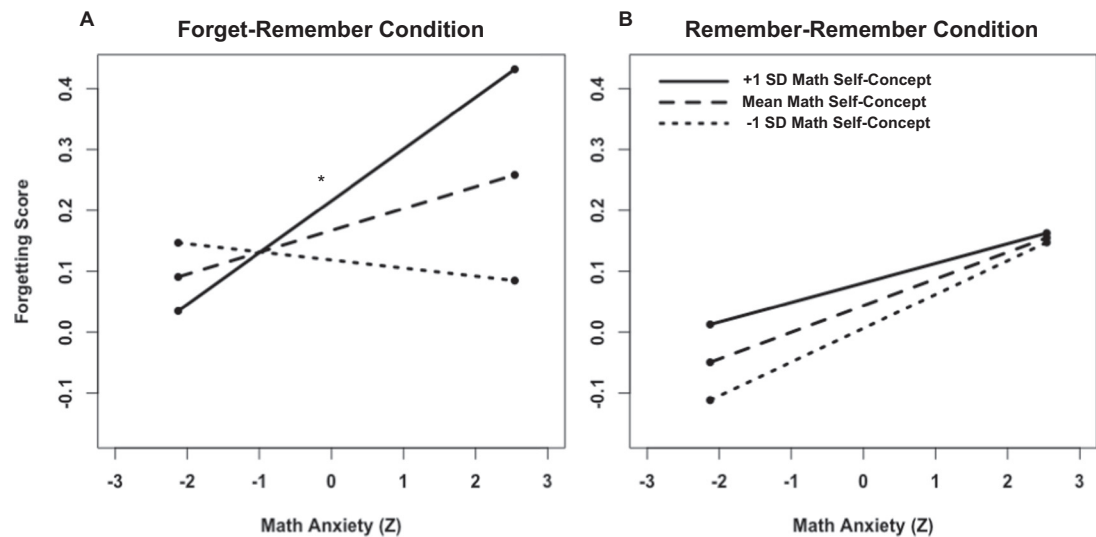 A
Forget-Remember Condition
B
Remember-Remember Condition
Forgetting Score
0.4
0.3
0.2
0.1
0.0
-0.1
*
-3 -2 -1 0 1 2 3
Math Anxiety (Z)
+1 SD Math Self-Concept
Mean Math Self-Concept
-1 SD Math Self-Concept
0.4
0.3
0.2
0.1
0.0
-0.1
-3 -2 -1 0 1 2 3
Math Anxiety (Z)